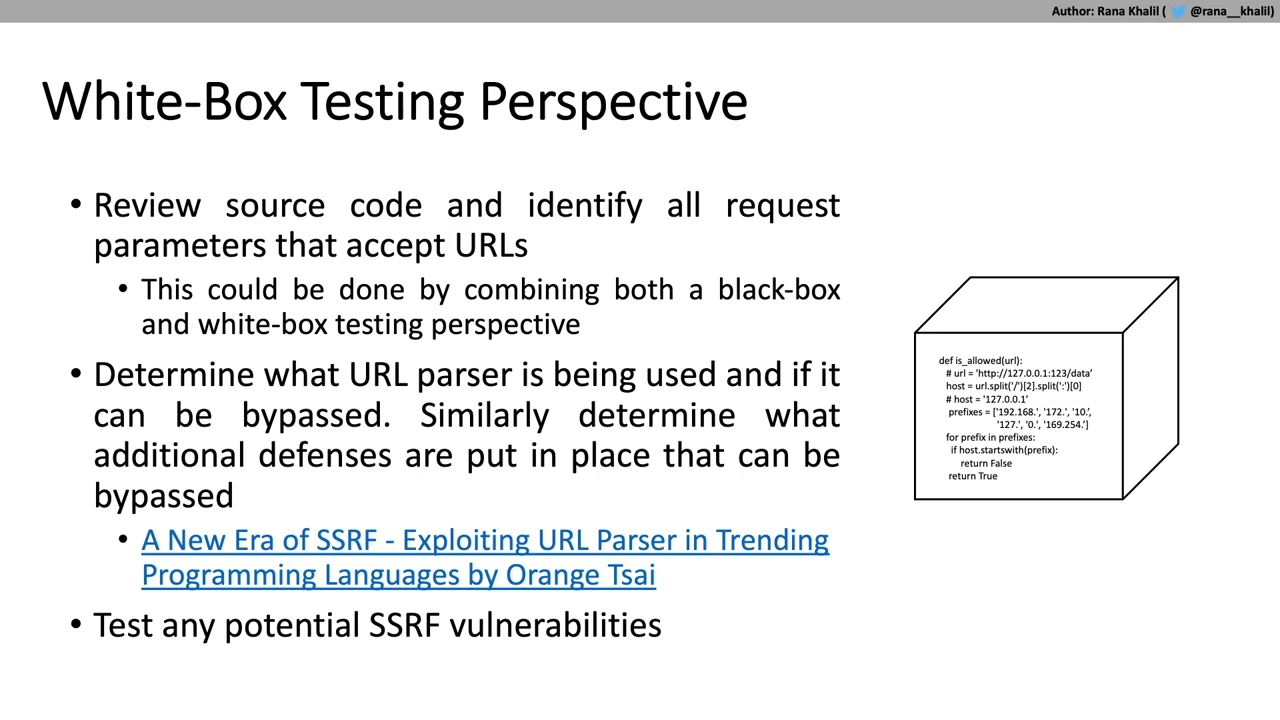 Author: Rana Khalil ( @rana__khalil)
White-Box Testing Perspective
• Review source code and identify all request
parameters that accept URLs
• This could be done by combining both a black-box
and white-box testing perspective
• Determine what URL parser is being used and if it
can be bypassed. Similarly determine what
additional defenses are put in place that can be
bypassed
• A New Era of SSRF - Exploiting URL Parser in Trending
Programming Languages by Orange Tsai
• Test any potential SSRF vulnerabilities
def is_allowed(url):
# url = 'http://127.0.0.1:123/data’
host = url.split('/')[2].split(':')[0]
# host = '127.0.0.1’
prefixes = ['192.168.', '172.', '10.’,
'127.', '0.', '169.254.’]
for prefix in prefixes:
if host.startswith(prefix):
return False
return True